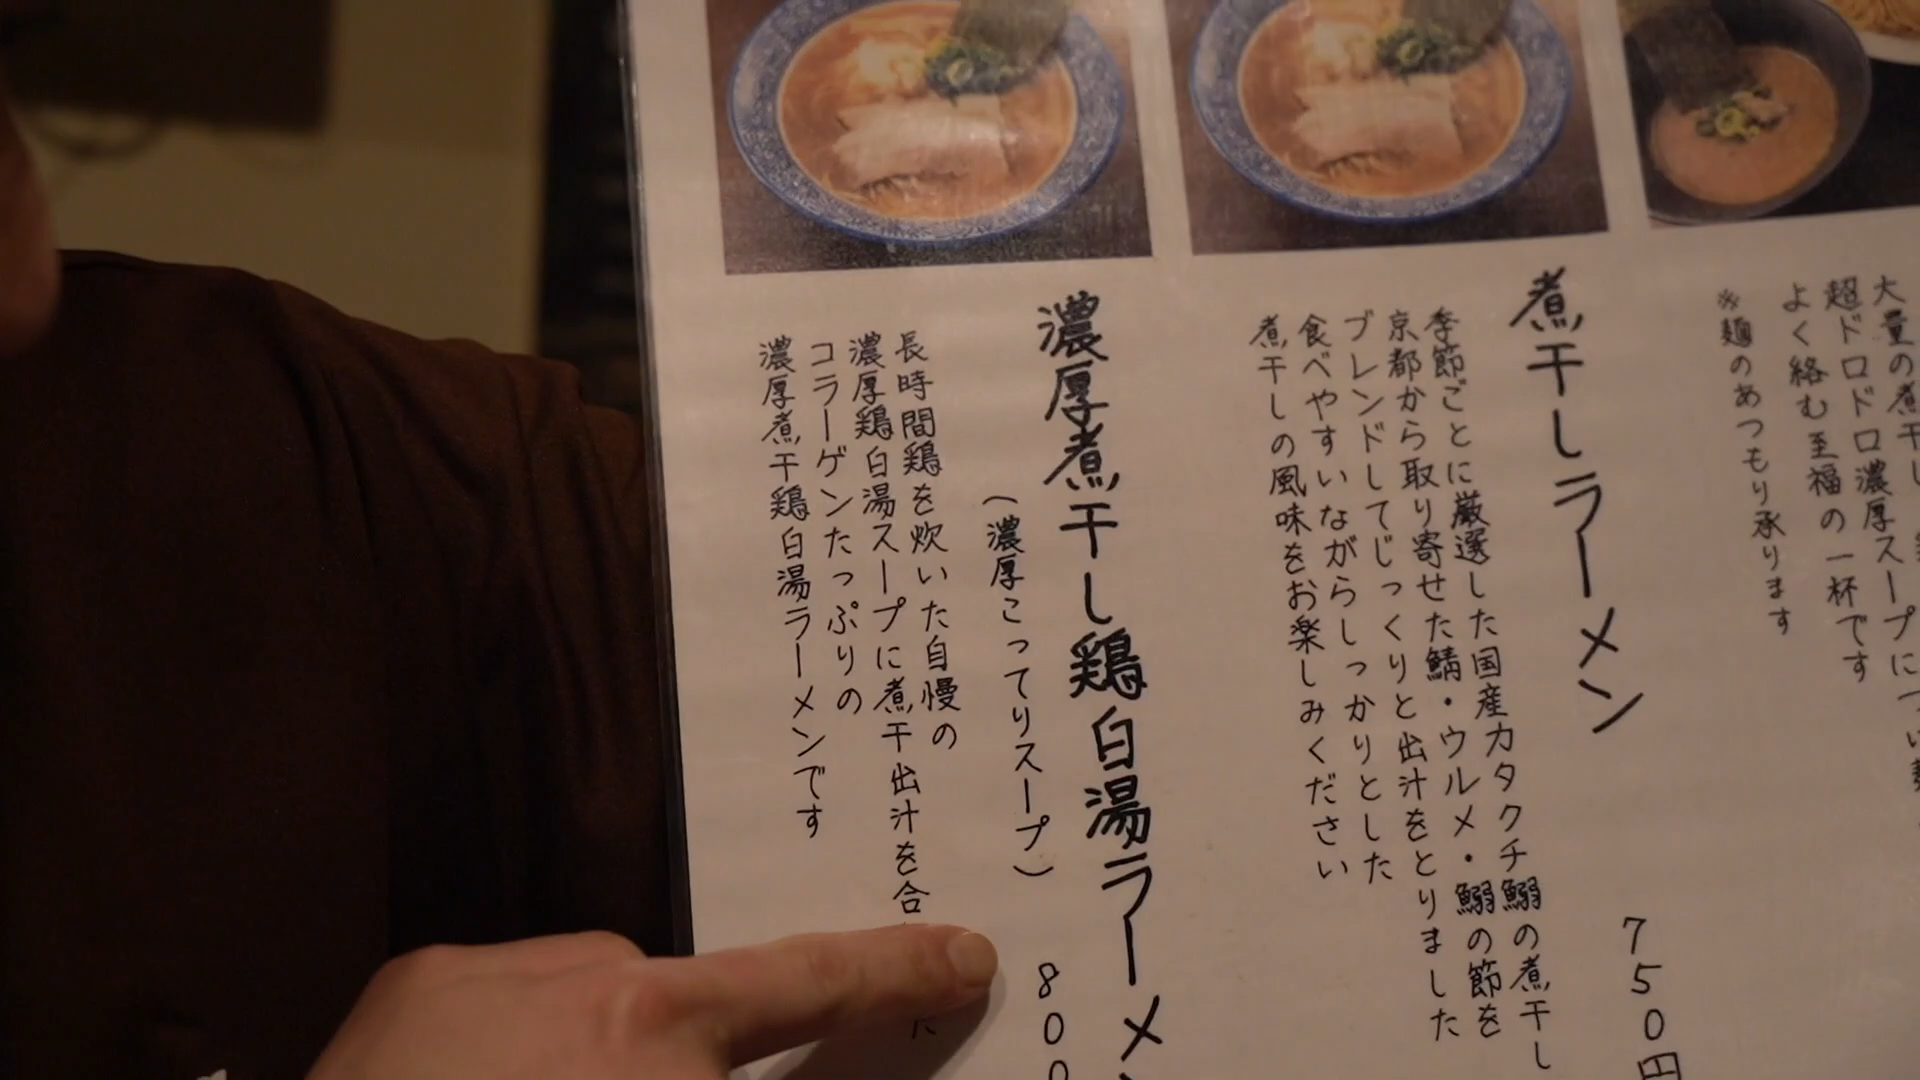 大量の煮干し
超ドロドロ濃厚スープにつけ麺
よく絡む至福の一杯です
※麺のあつもり承ります
煮干しラーメン
750円
季節ごとに厳選した国産カタクチ鰯の煮干し
京都から取り寄せた鯖・ウルメ・鰯の節を
ブレンドしてじっくりと出汁をとりました
食べやすいながらしっかりとした
煮干しの風味をお楽しみください
濃厚煮干し鶏白湯ラーメン
800
(濃厚こってりスープ)
長時間鶏を炊いた自慢の
濃厚鶏白湯スープに煮干出汁を合
コラーゲンたっぷりの
濃厚煮干鶏白湯ラーメンです